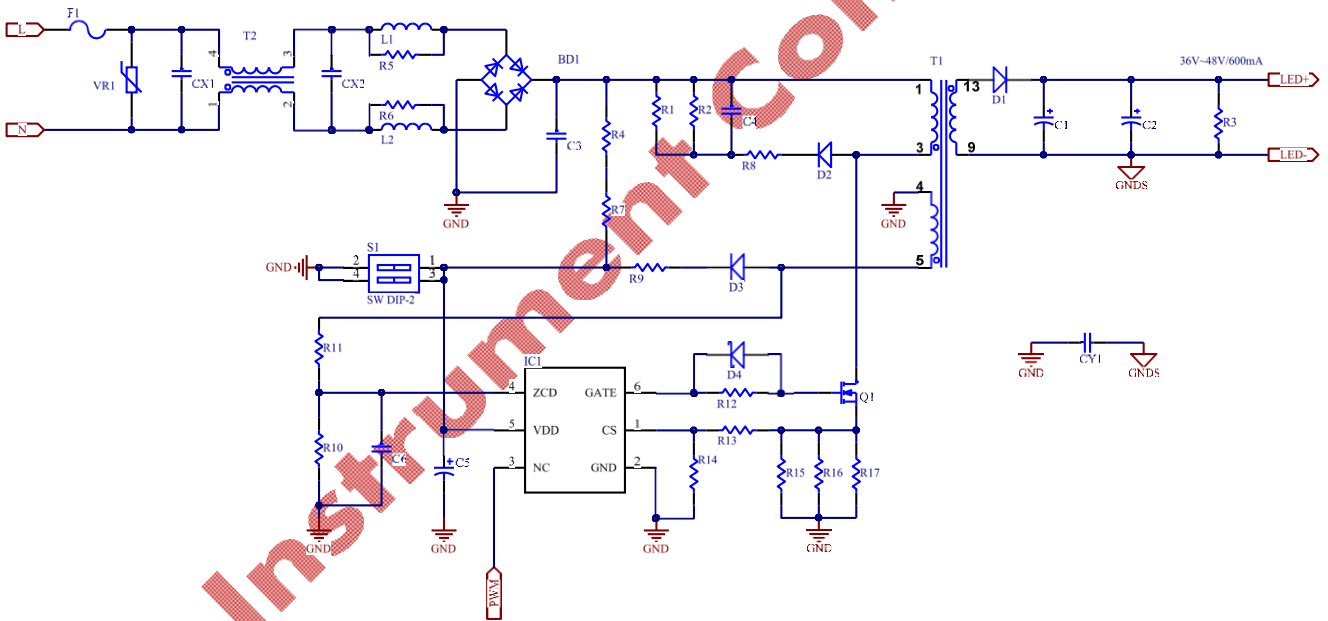 F1
L
VR1
CX1
T2
4
3
1
2
CX2
L1
R5
R6
L2
N
BD1
C3
GND
R4
R7
R1
R2
C4
R8
D2
T1
1
3
4
5
13
9
GND
D1
C1
C2
R3
36V~48V/600mA
LED+
LED-
GNDS
GND
S1
2
4
1
3
SW DIP-2
R9
D3
R11
R10
C6
GND
C5
GND
IC1
4
ZCD
5
VDD
3
NC
GATE
6
CS
1
GND
2
PWM
D4
R12
Q1
R13
R14
R15
R16
R17
GND
GND
GND
CY1
GNDS
Instrument Com